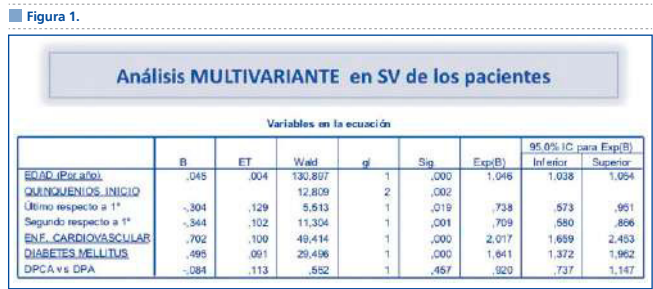 Figura 1.
Análisis MULTIVARIANTE en SV de los pacientes
Variables en la ecuación
95,0% IC para Exp(B)
B ET Wald gl Sig. Exp(B) Inferior Superior
EDAD (Por año). ,045 ,004 130,897 1 ,000 1,046 1,038 1,054
QUINQUENIOS INICIO 12,809 2 ,002
Último respecto a 1° -,304 ,129 5,513 1 ,019 ,738 ,573 ,951
Segundo respecto a 1° -,344 ,102 11,304 1 ,001 ,709 ,580 ,866
ENF. CARDIOVASCULAR ,702 ,100 49,414 1 ,000 2,017 1,659 2,453
DIABETES MELLITUS ,495 ,091 29,496 1 ,000 1,641 1,372 1,962
DPCA vs DPA -,084 ,113 ,552 1 ,457 ,920 ,737 1,147